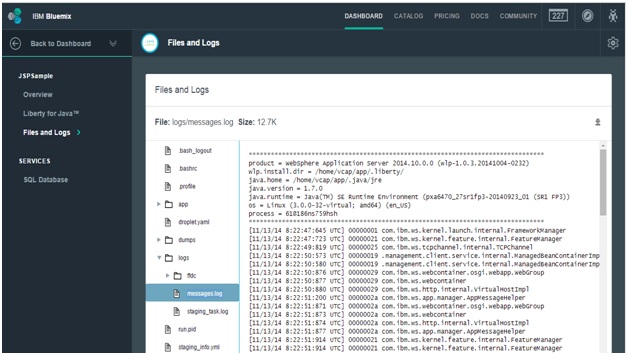 IBM Bluemix
DASHBOARD CATALOG PRICING DOCS COMMUNITY 227
Back to Dashboard
Files and Logs
JSPSample
Overview
Liberty for Java™
Files and Logs
SERVICES
SQL Database
Files and Logs
File: logs/messages.log Size: 12.7K
.bash_logout
.bashrc
.profile
app
droplet.yaml
dumps
logs
ffdc
messages.log
staging_task.log
run.pid
staging_info.yml
********************************************************************************
product = WebSphere Application Server 2014.10.0.0 (wlp-1.0.3.20141004-0232)
wlp.install.dir = /home/vcap/app/.liberty/
java.home = /home/vcap/app/.java/jre
java.version = 1.7.0
java.runtime = Java(TM) SE Runtime Environment (pxa6470_27sr1fp3-20140923_01 (SR1 FP3))
os = Linux (3.0.0-32-virtual; amd64) (en_US)
process = 618186ns759hsh
********************************************************************************
[11/13/14 8:22:47:645 UTC] 00000001 com.ibm.ws.kernel.launch.internal.FrameworkManager
[11/13/14 8:22:47:723 UTC] 00000021 com.ibm.ws.kernel.feature.internal.FeatureManager
[11/13/14 8:22:49:819 UTC] 00000025 com.ibm.ws.tcpchannel.internal.TCPChannel
[11/13/14 8:22:50:573 UTC] 00000019 .management.client.service.internal.ManagedBeanContainerImp
[11/13/14 8:22:50:580 UTC] 00000019 .management.client.service.internal.ManagedBeanContainerImp
[11/13/14 8:22:50:876 UTC] 00000029 com.ibm.ws.webcontainer.osgi.webapp.WebGroup
[11/13/14 8:22:50:877 UTC] 00000029 com.ibm.ws.webcontainer
[11/13/14 8:22:50:880 UTC] 00000029 com.ibm.ws.http.internal.VirtualHostImpl
[11/13/14 8:22:51:200 UTC] 0000002a com.ibm.ws.app.manager.AppMessageHelper
[11/13/14 8:22:51:871 UTC] 0000002a com.ibm.ws.webcontainer.osgi.webapp.WebGroup
[11/13/14 8:22:51:873 UTC] 0000002a com.ibm.ws.webcontainer
[11/13/14 8:22:51:874 UTC] 0000002a com.ibm.ws.http.internal.VirtualHostImpl
[11/13/14 8:22:51:877 UTC] 0000002a com.ibm.ws.app.manager.AppMessageHelper
[11/13/14 8:22:51:914 UTC] 00000021 com.ibm.ws.kernel.feature.internal.FeatureManager
[11/13/14 8:22:51:914 UTC] 00000021 com.ibm.ws.kernel.feature.internal.FeatureManager